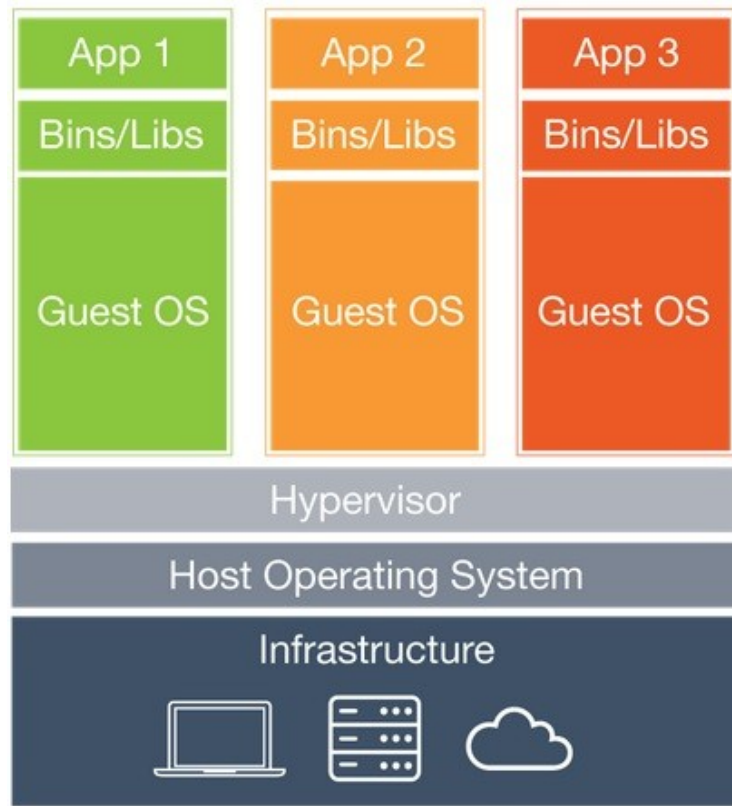 App 1
App 2
App 3
Bins/Libs
Bins/Libs
Bins/Libs
Guest OS
Guest OS
Guest OS
Hypervisor
Host Operating System
Infrastructure